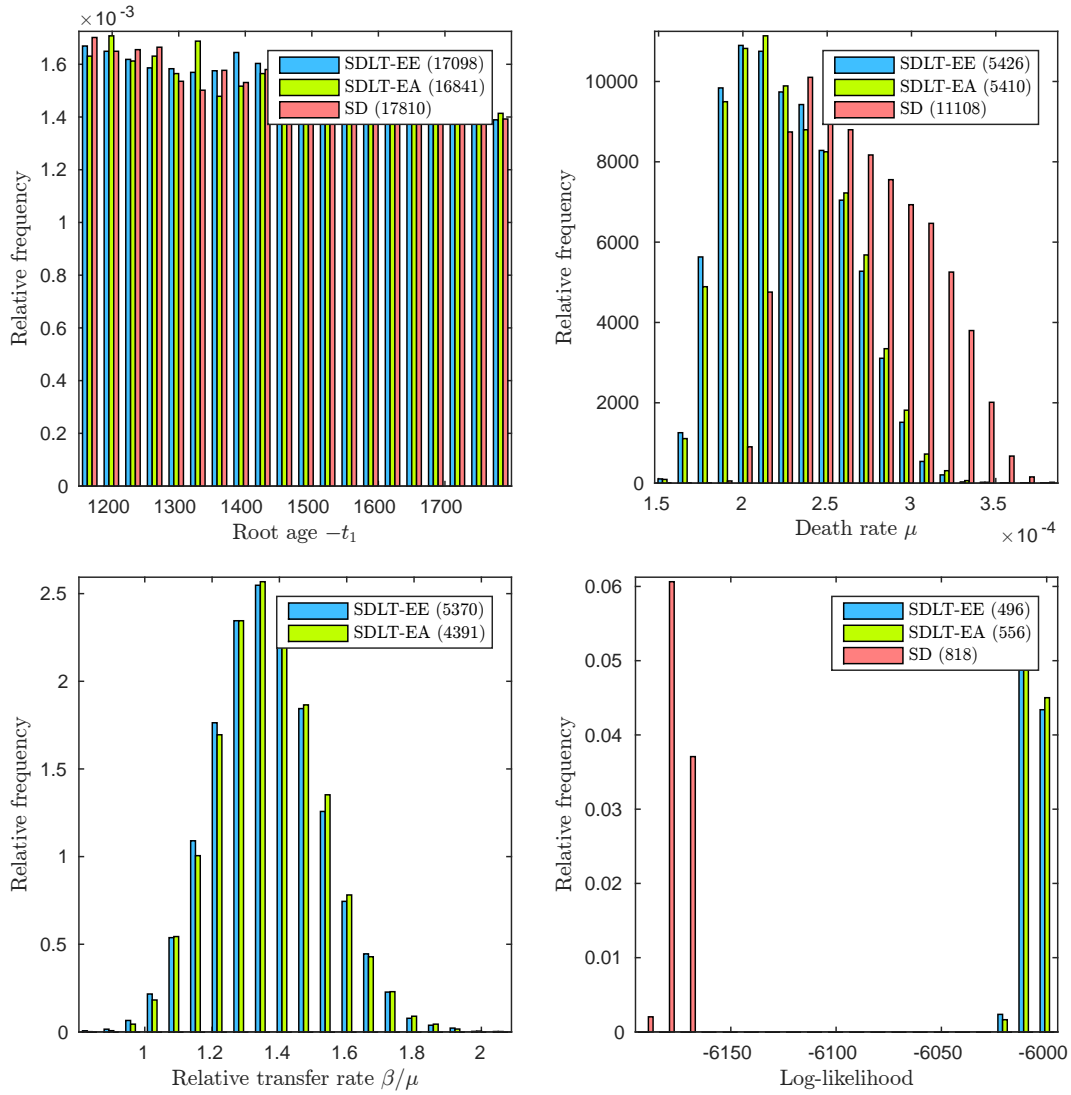 ×10⁻³
1.6
1.4
1.2
1
0.8
0.6
0.4
0.2
0
Relative frequency
SDLT-EE (17098)
SDLT-EA (16841)
SD (17810)
1200 1300 1400 1500 1600 1700
Root age −t₁
10000
8000
6000
4000
2000
0
Relative frequency
SDLT-EE (5426)
SDLT-EA (5410)
SD (11108)
1.5 2 2.5 3 3.5
×10⁻⁴
Death rate μ
2.5
2
1.5
1
0.5
0
Relative frequency
SDLT-EE (5370)
SDLT-EA (4391)
1 1.2 1.4 1.6 1.8 2
Relative transfer rate β/μ
0.06
0.05
0.04
0.03
0.02
0.01
0
Relative frequency
SDLT-EE (496)
SDLT-EA (556)
SD (818)
-6150 -6100 -6050 -6000
Log-likelihood